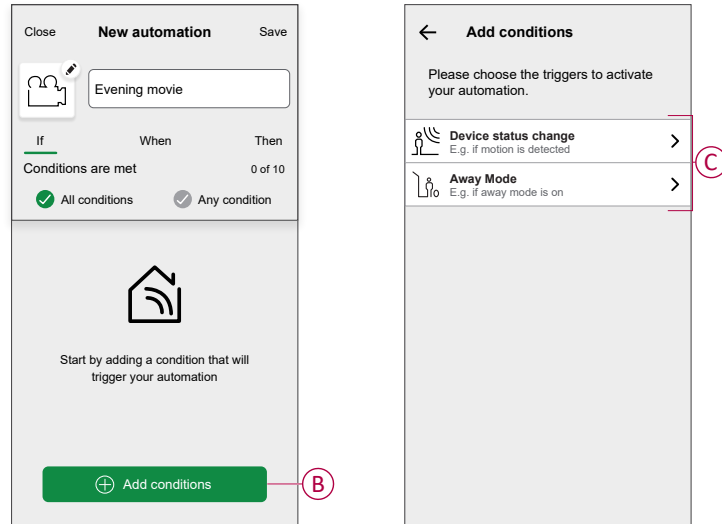 Close New automation Save
Evening movie
If When Then
Conditions are met 0 of 10
All conditions Any condition
Start by adding a condition that will
trigger your automation
Add conditions
B
Add conditions
Please choose the triggers to activate
your automation.
Device status change
E.g. if motion is detected
Away Mode
E.g. if away mode is on
C